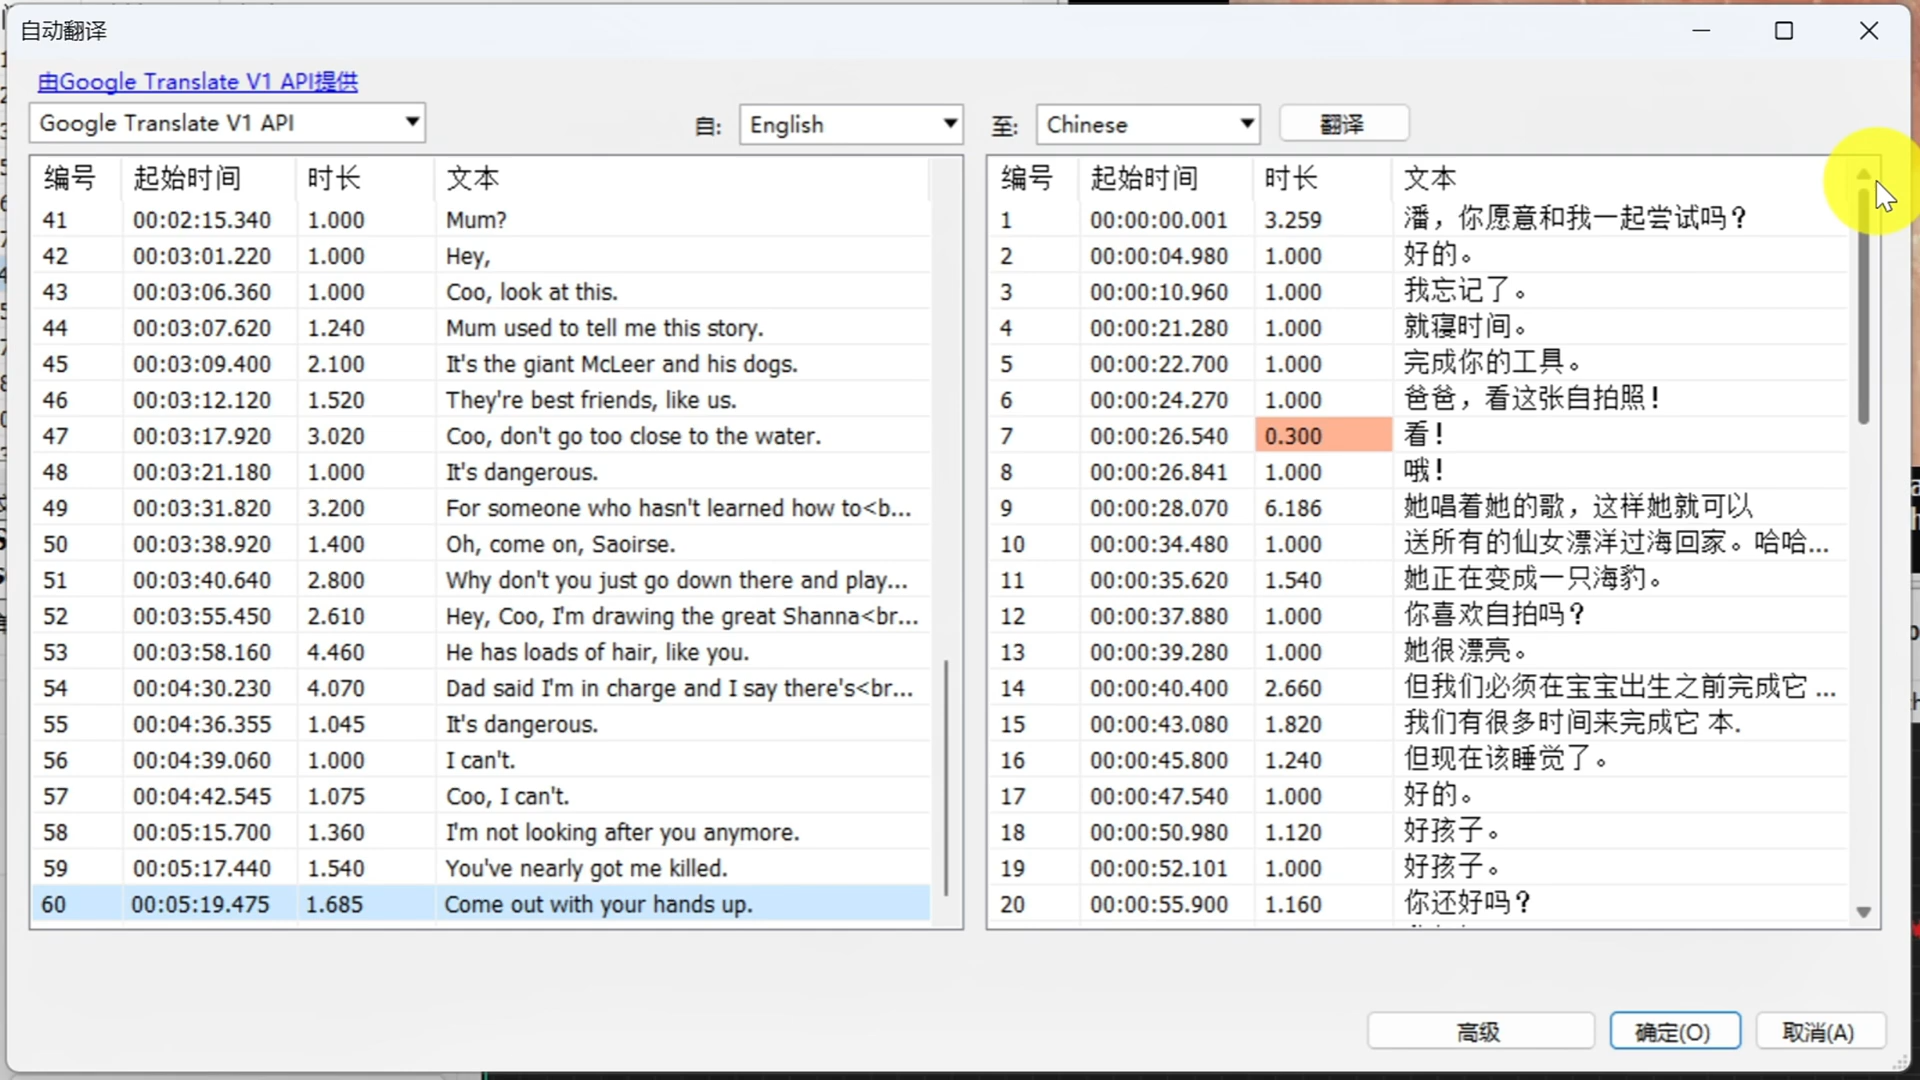 自动翻译
由Google Translate V1 API提供
Google Translate V1 API
自: English
至: Chinese
翻译
编号 起始时间 时长 文本
41 00:02:15.340 1.000 Mum?
42 00:03:01.220 1.000 Hey,
43 00:03:06.360 1.000 Coo, look at this.
44 00:03:07.620 1.240 Mum used to tell me this story.
45 00:03:09.400 2.100 It's the giant McLeer and his dogs.
46 00:03:12.120 1.520 They're best friends, like us.
47 00:03:17.920 3.020 Coo, don't go too close to the water.
48 00:03:21.180 1.000 It's dangerous.
49 00:03:31.820 3.200 For someone who hasn't learned how to<b...
50 00:03:38.920 1.400 Oh, come on, Saoirse.
51 00:03:40.640 2.800 Why don't you just go down there and play...
52 00:03:55.450 2.610 Hey, Coo, I'm drawing the great Shanna<br...
53 00:03:58.160 4.460 He has loads of hair, like you.
54 00:04:30.230 4.070 Dad said I'm in charge and I say there's<br...
55 00:04:36.355 1.045 It's dangerous.
56 00:04:39.060 1.000 I can't.
57 00:04:42.545 1.075 Coo, I can't.
58 00:05:15.700 1.360 I'm not looking after you anymore.
59 00:05:17.440 1.540 You've nearly got me killed.
60 00:05:19.475 1.685 Come out with your hands up.
编号 起始时间 时长 文本
1 00:00:00.001 3.259 潘，你愿意和我一起尝试吗？
2 00:00:04.980 1.000 好的。
3 00:00:10.960 1.000 我忘记了。
4 00:00:21.280 1.000 就寝时间。
5 00:00:22.700 1.000 完成你的工具。
6 00:00:24.270 1.000 爸爸，看这张自拍照！
7 00:00:26.540 0.300 看！
8 00:00:26.841 1.000 哦！
9 00:00:28.070 6.186 她唱着她的歌，这样她就可以
10 00:00:34.480 1.000 送所有的仙女漂洋过海回家。哈哈...
11 00:00:35.620 1.540 她正在变成一只海豹。
12 00:00:37.880 1.000 你喜欢自拍吗？
13 00:00:39.280 1.000 她很漂亮。
14 00:00:40.400 2.660 但我们必须在宝宝出生之前完成它 ...
15 00:00:43.080 1.820 我们有很多时间来完成它 本.
16 00:00:45.800 1.240 但现在该睡觉了。
17 00:00:47.540 1.000 好的。
18 00:00:50.980 1.120 好孩子。
19 00:00:52.101 1.000 好孩子。
20 00:00:55.900 1.160 你还好吗？
高级
确定(O)
取消(A)